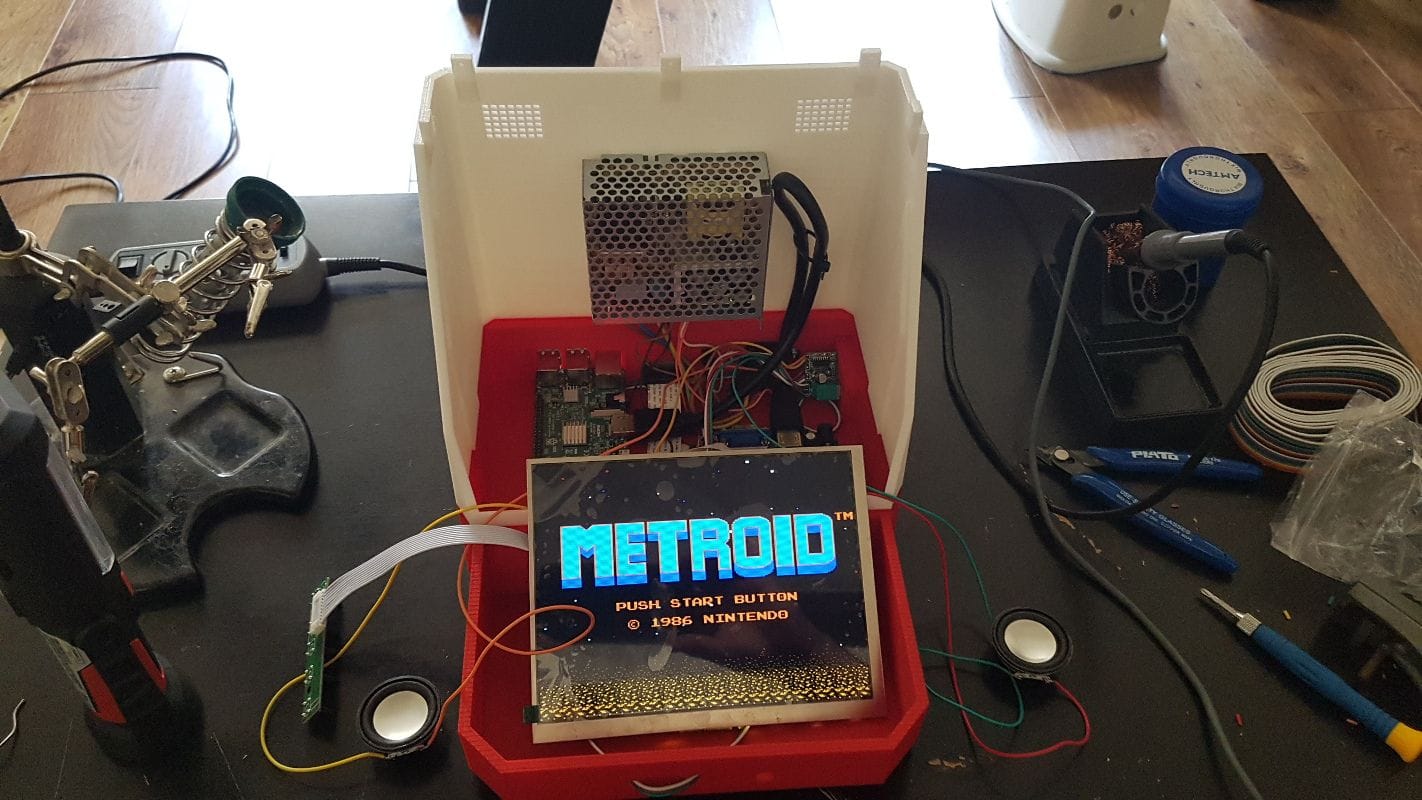 METROID™
PUSH START BUTTON
© 1986 NINTENDO
AMTECH
PLATO